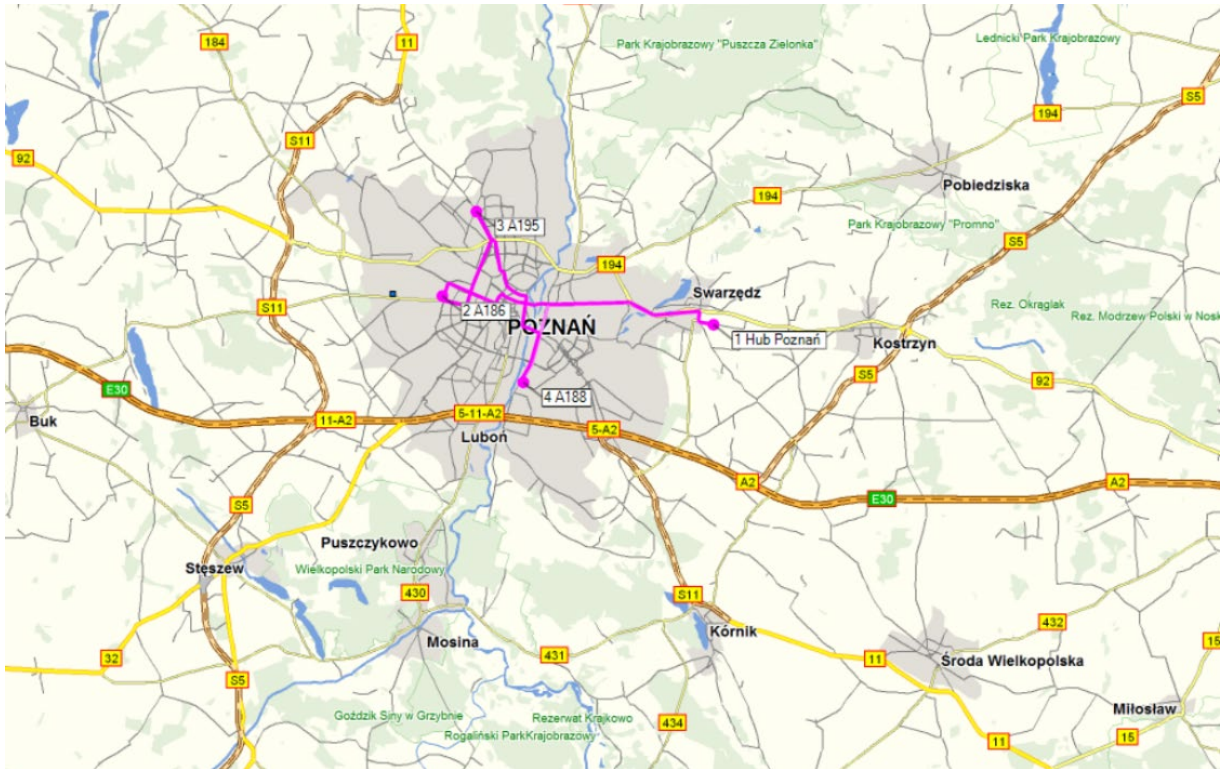 184
11
Park Krajobrazowy "Puszcza Zielonka"
Lednicki Park Krajobrazowy
S5
194
S11
92
Pobiedziska
194
3 A195
Park Krajobrazowy "Promno"
S5
194
Swarzędz
S11
2 A186
POZNAŃ
1 Hub Poznań
Rez. Okrąglak
Rez. Modrzew Polski w Nosk
Kostrzyn
S5
92
E30
4 A188
Buk
11-A2
5-11-A2
5-A2
Luboń
A2
E30
A2
S5
Puszczykowo
Stęszew
Wielkopolski Park Narodowy
430
S11
Kórnik
432
15
Mosina
431
32
11
Środa Wielkopolska
S5
Goździk Siny w Grzybnie
Rezerwat Krajkowo
434
Miłosław
Rogaliński ParkKrajobrazowy
11
15